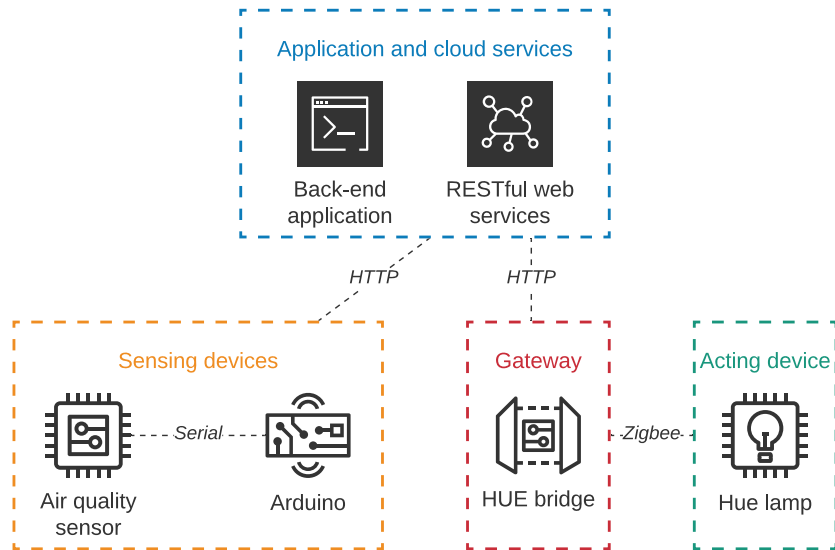 Application and cloud services
Back-end
application
RESTful web
services
HTTP
HTTP
Sensing devices
Gateway
Acting device
Serial
Zigbee
Air quality
sensor
Arduino
HUE bridge
Hue lamp